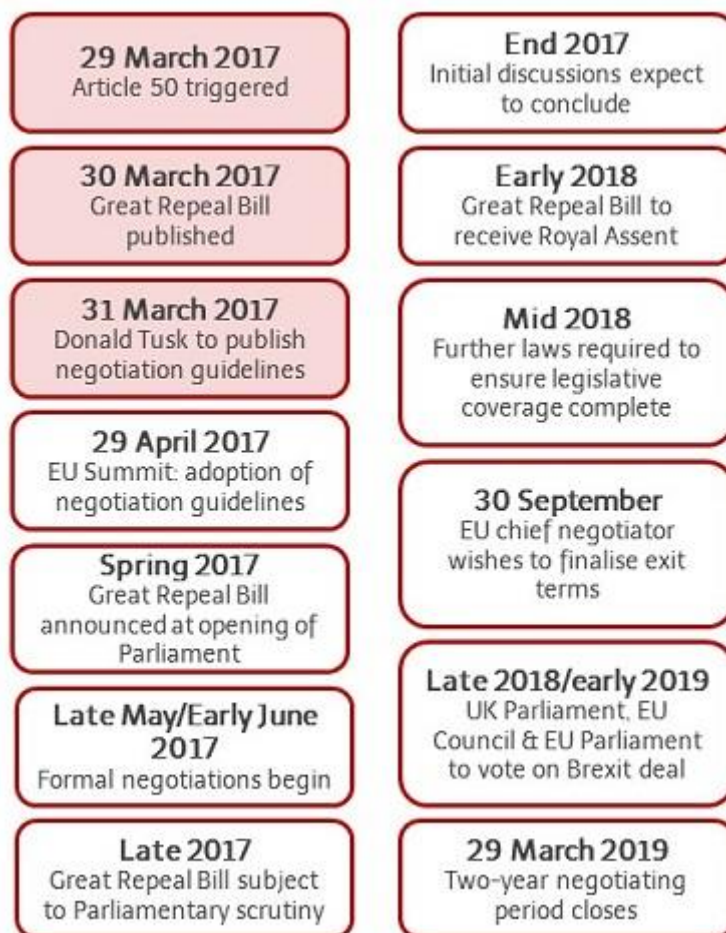 29 March 2017
Article 50 triggered
30 March 2017
Great Repeal Bill
published
31 March 2017
Donald Tusk to publish
negotiation guidelines
29 April 2017
EU Summit: adoption of
negotiation guidelines
Spring 2017
Great Repeal Bill
announced at opening of
Parliament
Late May/Early June
2017
Formal negotiations begin
Late 2017
Great Repeal Bill subject
to Parliamentary scrutiny
End 2017
Initial discussions expect
to conclude
Early 2018
Great Repeal Bill to
receive Royal Assent
Mid 2018
Further laws required to
ensure legislative
coverage complete
30 September
EU chief negotiator
wishes to finalise exit
terms
Late 2018/early 2019
UK Parliament, EU
Council & EU Parliament
to vote on Brexit deal
29 March 2019
Two-year negotiating
period closes